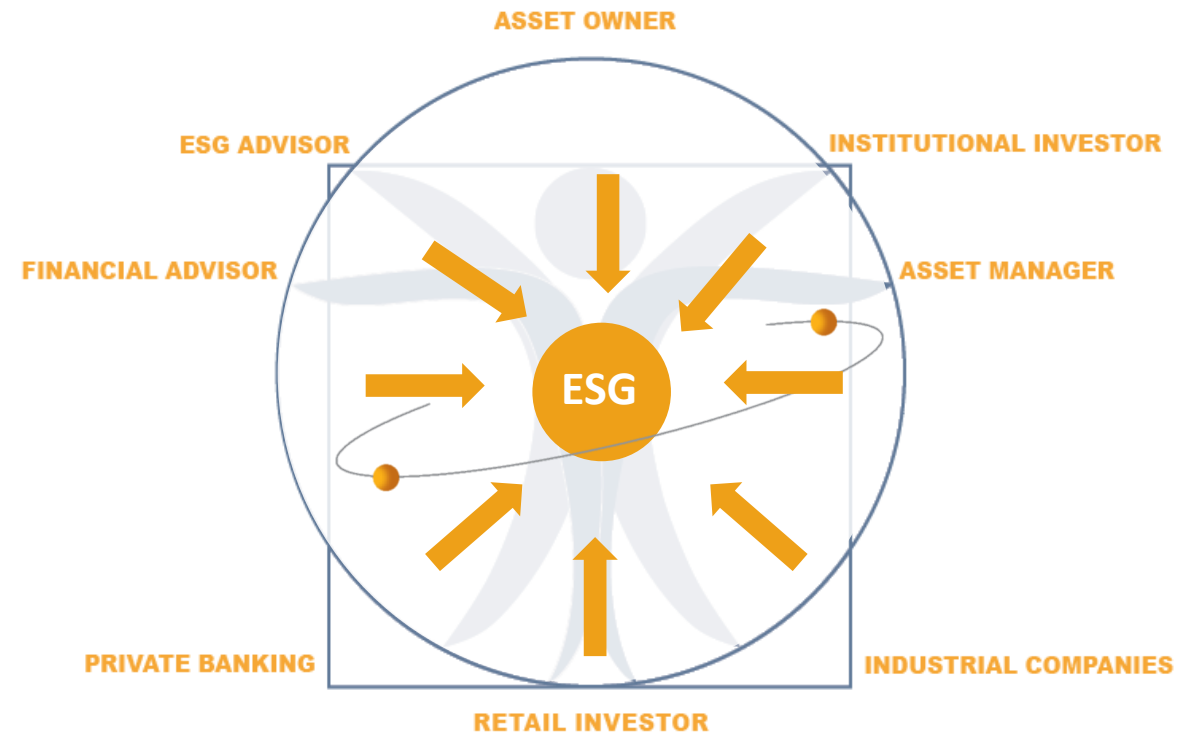 ASSET OWNER
ESG ADVISOR
INSTITUTIONAL INVESTOR
FINANCIAL ADVISOR
ASSET MANAGER
ESG
PRIVATE BANKING
INDUSTRIAL COMPANIES
RETAIL INVESTOR